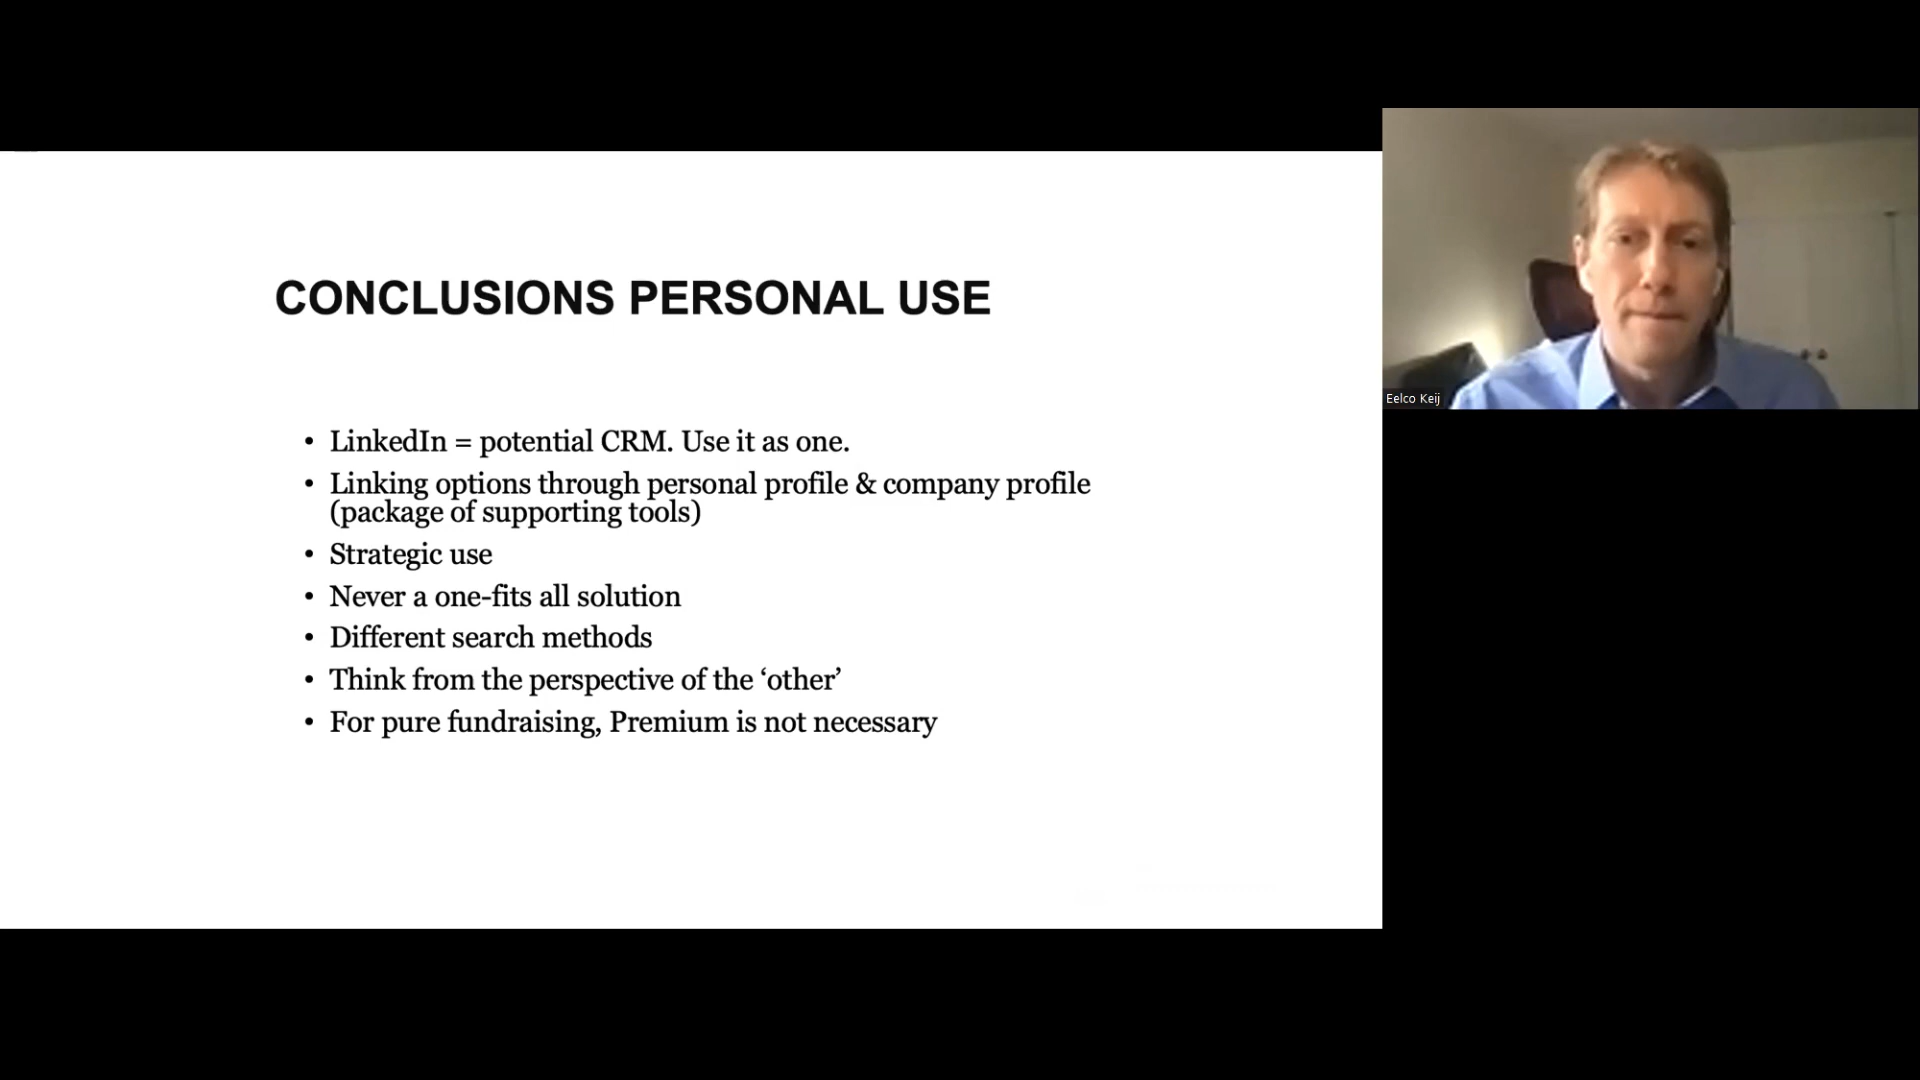 CONCLUSIONS PERSONAL USE
• LinkedIn = potential CRM. Use it as one.
• Linking options through personal profile & company profile
(package of supporting tools)
• Strategic use
• Never a one-fits all solution
• Different search methods
• Think from the perspective of the ‘other’
• For pure fundraising, Premium is not necessary
Eelco Keij